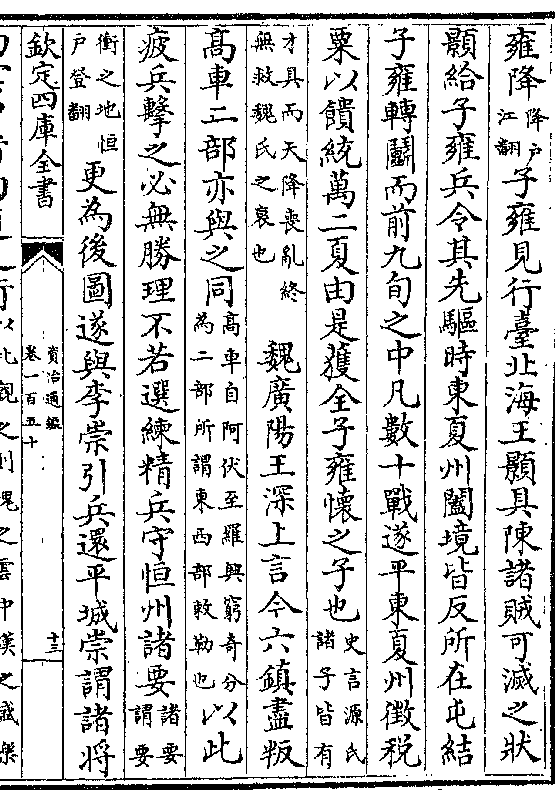 雍降降戶江翻子雍見行臺北海王顥具陳諸賊可滅之狀
顥給子雍兵令其先驅時東夏州闔境皆反所在屯結
子雍轉鬭而前九旬之中凡數十戰遂平東夏州徵稅
粟以饋統萬二夏由是獲全子雍懷之子也史言源氏諸子皆有
才具而天降喪亂終無救魏氏之衰也 魏廣陽王深上言今六鎮盡叛
高車二部亦與之同高車自阿伏至羅與窮奇分為二部所謂東西部敕勒也以此
疲兵擊之必無勝理不若選練精兵守恒州諸要諸要謂要
衝之地恒戶登翻更為後圖遂與李崇引兵還平城崇謂諸將
欽定四庫全書
資治通鑑
卷一百五十
十三